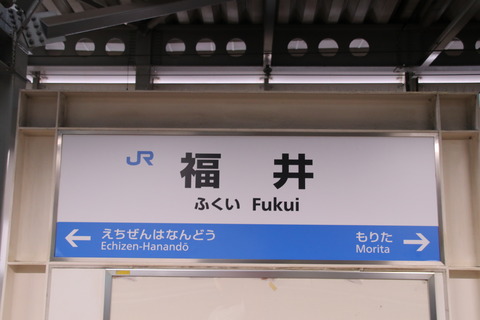 JR 福井
ふくい Fukui
えちぜんはなんどう もりた
Echizen-Hanandō Morita